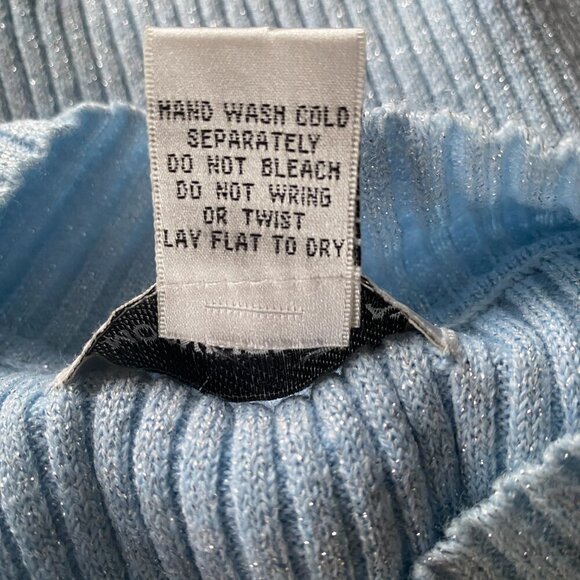 HAND WASH COLD
SEPARATELY
DO NOT BLEACH
DO NOT WRING
OR TWIST
LAY FLAT TO DRY